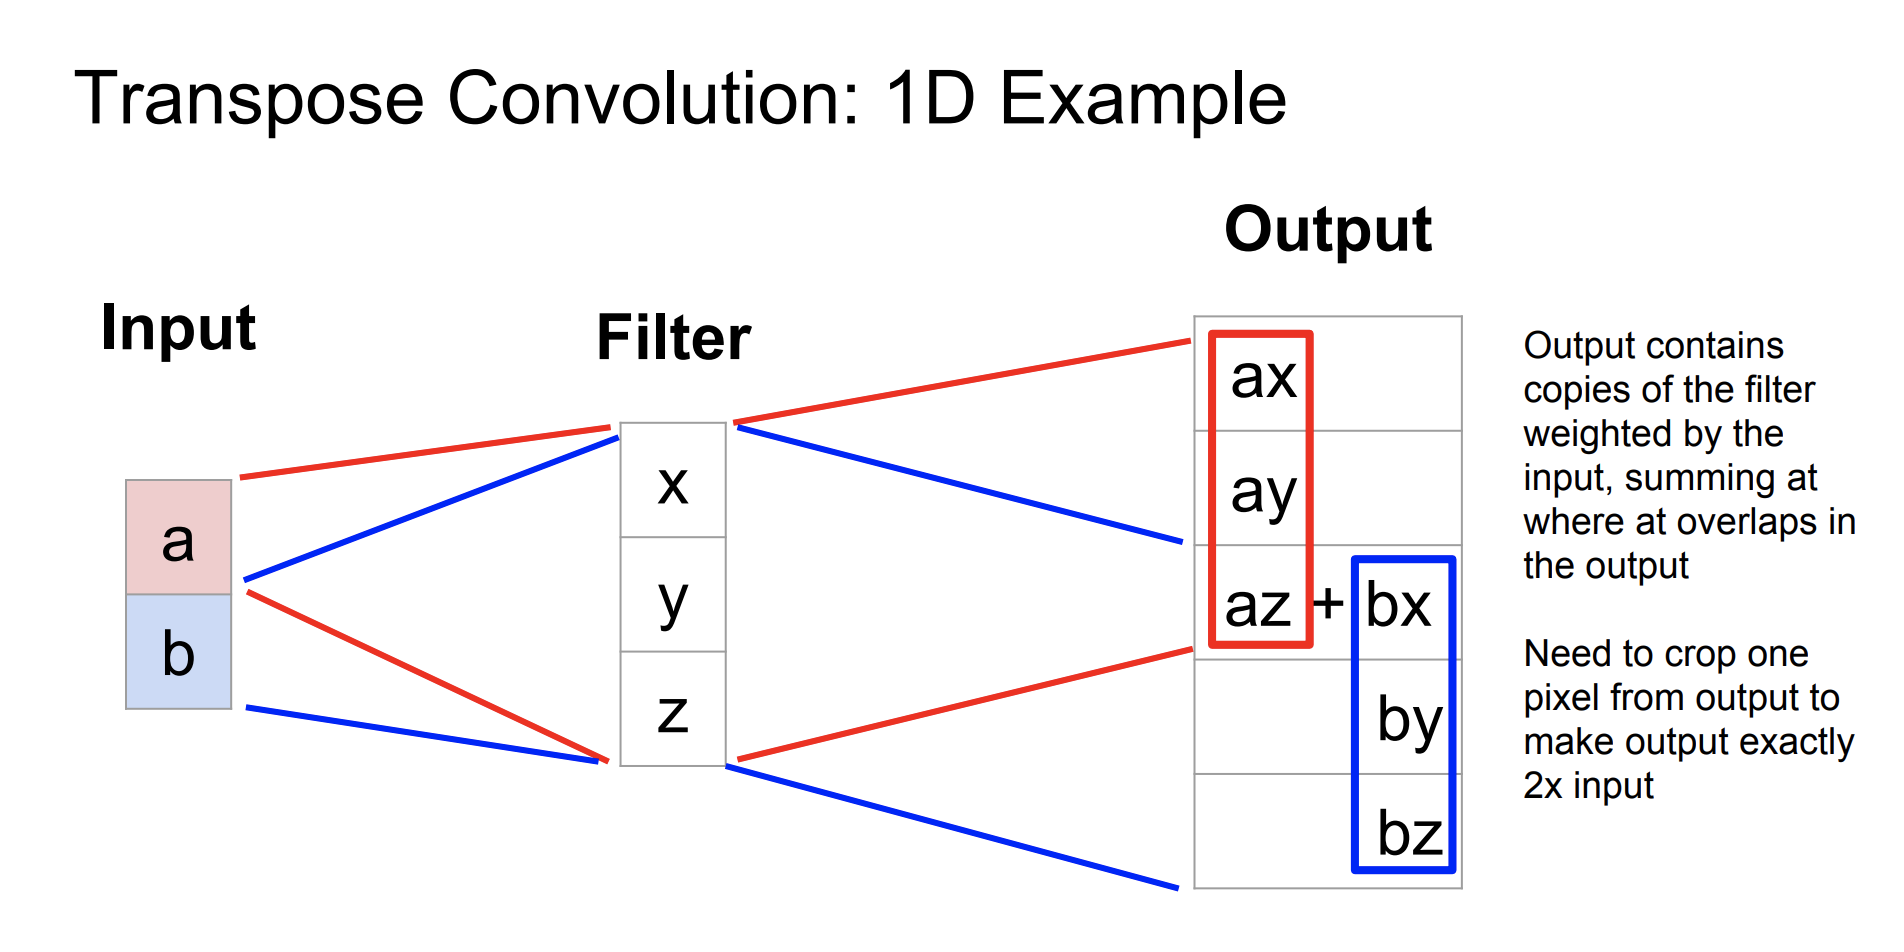 Transpose Convolution: 1D Example
Input
a
b
Filter
x
y
z
Output
ax
ay
az + bx
by
bz
Output contains
copies of the filter
weighted by the
input, summing at
where at overlaps in
the output
Need to crop one
pixel from output to
make output exactly
2x input